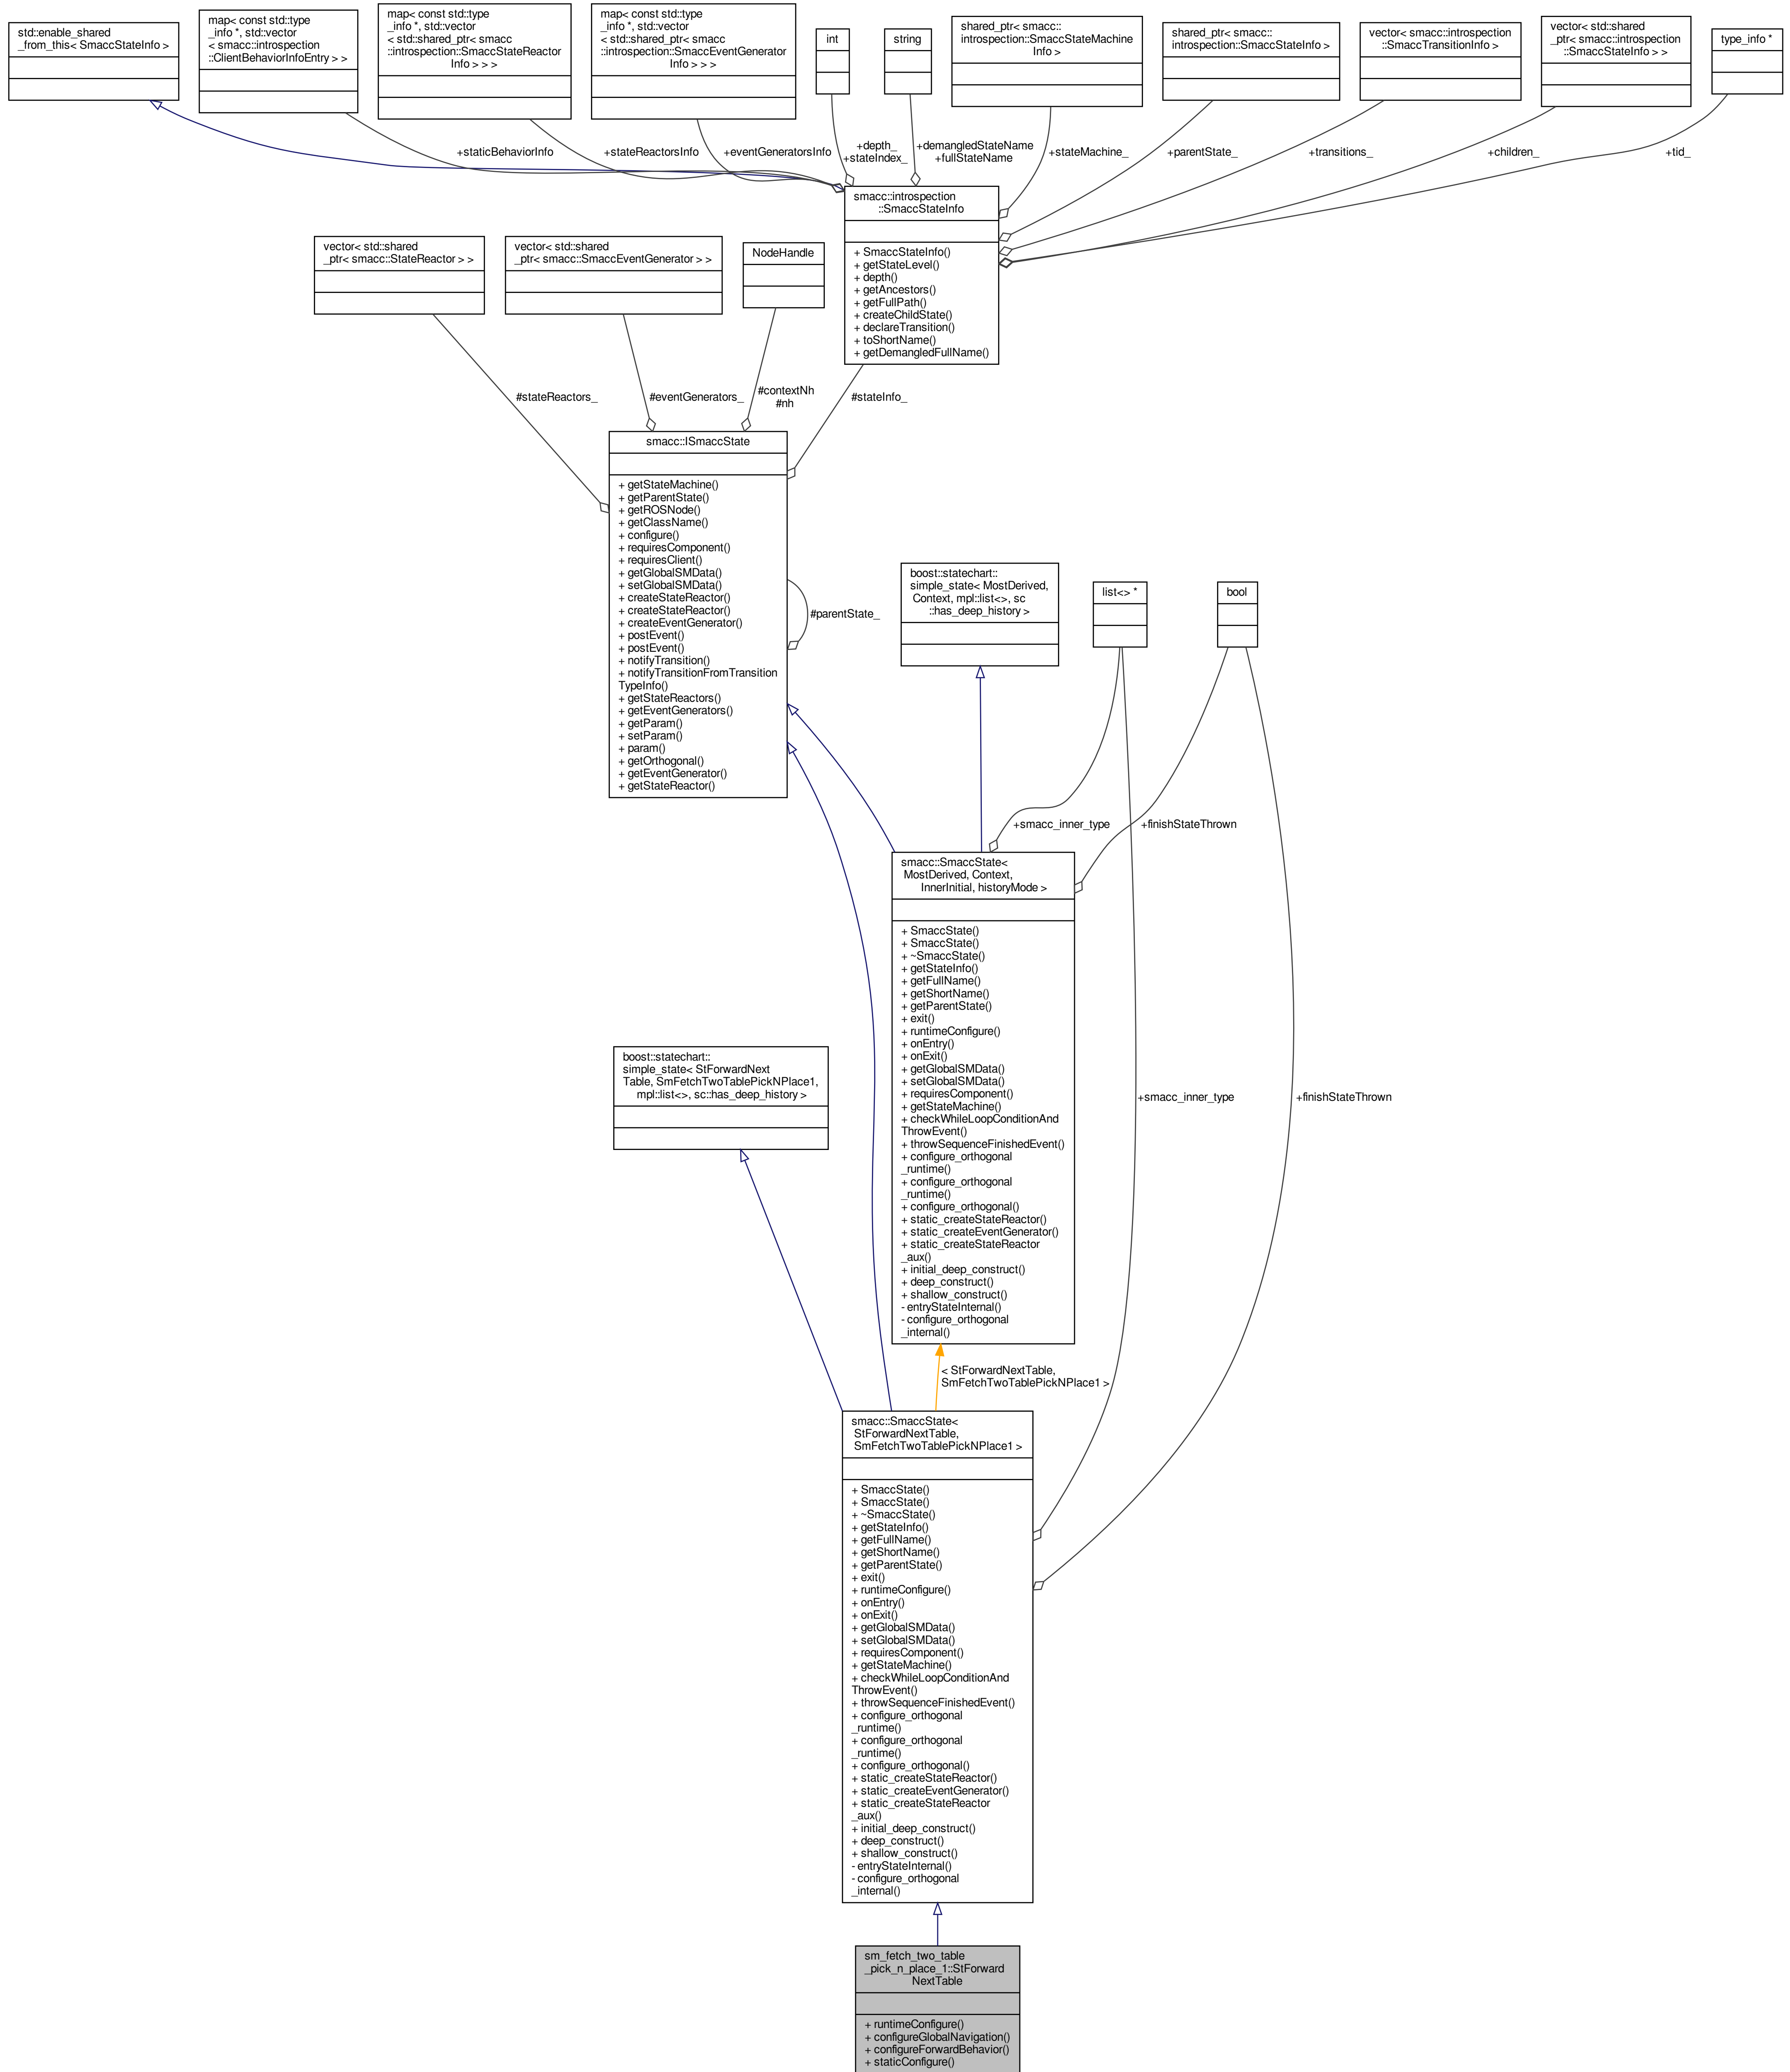 std::enable_shared
_from_this< SmaccStateInfo >
map< const std::type
_info *, std::vector
< smacc::introspection
::ClientBehaviorInfoEntry > >
map< const std::type
_info *, std::vector
< std::shared_ptr< smacc
::introspection::SmaccStateReactor
Info > > >
map< const std::type
_info *, std::vector
< std::shared_ptr< smacc
::introspection::SmaccEventGenerator
Info > > >
int
string
shared_ptr< smacc::
introspection::SmaccStateMachine
Info >
shared_ptr< smacc::
introspection::SmaccStateInfo >
vector< smacc::introspection
::SmaccTransitionInfo >
vector< std::shared
_ptr< smacc::introspection
::SmaccStateInfo > >
type_info *
+staticBehaviorInfo
+stateReactorsInfo
+eventGeneratorsInfo
+depth_
+stateIndex_
+demangledStateName
+fullStateName
+stateMachine_
+parentState_
+transitions_
+children_
+tid_
smacc::introspection
::SmaccStateInfo
+ SmaccStateInfo()
+ getStateLevel()
+ depth()
+ getAncestors()
+ getFullPath()
+ createChildState()
+ declareTransition()
+ toShortName()
+ getDemangledFullName()
vector< std::shared
_ptr< smacc::StateReactor > >
vector< std::shared
_ptr< smacc::SmaccEventGenerator > >
NodeHandle
#stateReactors_
#eventGenerators_
#contextNh
#nh
#stateInfo_
smacc::ISmaccState
+ getStateMachine()
+ getParentState()
+ getROSNode()
+ getClassName()
+ configure()
+ requiresComponent()
+ requiresClient()
+ getGlobalSMData()
+ setGlobalSMData()
+ createStateReactor()
+ createStateReactor()
+ createEventGenerator()
+ postEvent()
+ postEvent()
+ notifyTransition()
+ notifyTransitionFromTransition
TypeInfo()
+ getStateReactors()
+ getEventGenerators()
+ getParam()
+ setParam()
+ param()
+ getOrthogonal()
+ getEventGenerator()
+ getStateReactor()
#parentState_
boost::statechart::
simple_state< MostDerived,
Context, mpl::list<>, sc
::has_deep_history >
list<> *
bool
+smacc_inner_type
+finishStateThrown
smacc::SmaccState<
MostDerived, Context,
InnerInitial, historyMode >
+ SmaccState()
+ SmaccState()
+ ~SmaccState()
+ getStateInfo()
+ getFullName()
+ getShortName()
+ getParentState()
+ exit()
+ runtimeConfigure()
+ onEntry()
+ onExit()
+ getGlobalSMData()
+ setGlobalSMData()
+ requiresComponent()
+ getStateMachine()
+ checkWhileLoopConditionAnd
ThrowEvent()
+ throwSequenceFinishedEvent()
+ configure_orthogonal
_runtime()
+ configure_orthogonal
_runtime()
+ configure_orthogonal()
+ static_createStateReactor()
+ static_createEventGenerator()
+ static_createStateReactor
_aux()
+ initial_deep_construct()
+ deep_construct()
+ shallow_construct()
- entryStateInternal()
- configure_orthogonal
_internal()
boost::statechart::
simple_state< StForwardNext
Table, SmFetchTwoTablePickNPlace1,
mpl::list<>, sc::has_deep_history >
+smacc_inner_type
+finishStateThrown
< StForwardNextTable,
SmFetchTwoTablePickNPlace1 >
smacc::SmaccState<
StForwardNextTable,
SmFetchTwoTablePickNPlace1 >
+ SmaccState()
+ SmaccState()
+ ~SmaccState()
+ getStateInfo()
+ getFullName()
+ getShortName()
+ getParentState()
+ exit()
+ runtimeConfigure()
+ onEntry()
+ onExit()
+ getGlobalSMData()
+ setGlobalSMData()
+ requiresComponent()
+ getStateMachine()
+ checkWhileLoopConditionAnd
ThrowEvent()
+ throwSequenceFinishedEvent()
+ configure_orthogonal
_runtime()
+ configure_orthogonal
_runtime()
+ configure_orthogonal()
+ static_createStateReactor()
+ static_createEventGenerator()
+ static_createStateReactor
_aux()
+ initial_deep_construct()
+ deep_construct()
+ shallow_construct()
- entryStateInternal()
- configure_orthogonal
_internal()
sm_fetch_two_table
_pick_n_place_1::StForward
NextTable
+ runtimeConfigure()
+ configureGlobalNavigation()
+ configureForwardBehavior()
+ staticConfigure()